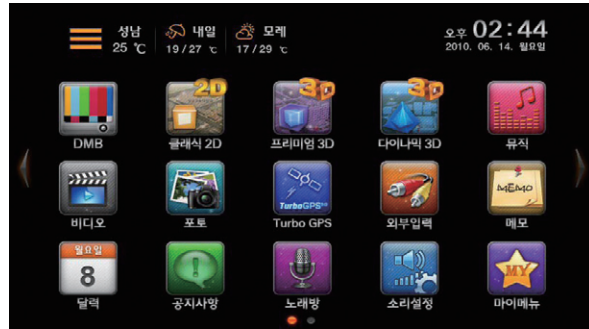 성남 내일 모레 오후 02:44
25 ℃ 19/27 ℃ 17/29 ℃ 2010. 06. 14. 월요일
2D 3D 3D
DMB 클래식 2D 프리미엄 3D 다이나믹 3D 뮤직
TurboGPS MEMO
비디오 포토 Turbo GPS 외부입력 메모
월요일
8 MY
달력 공지사항 노래방 소리설정 마이메뉴